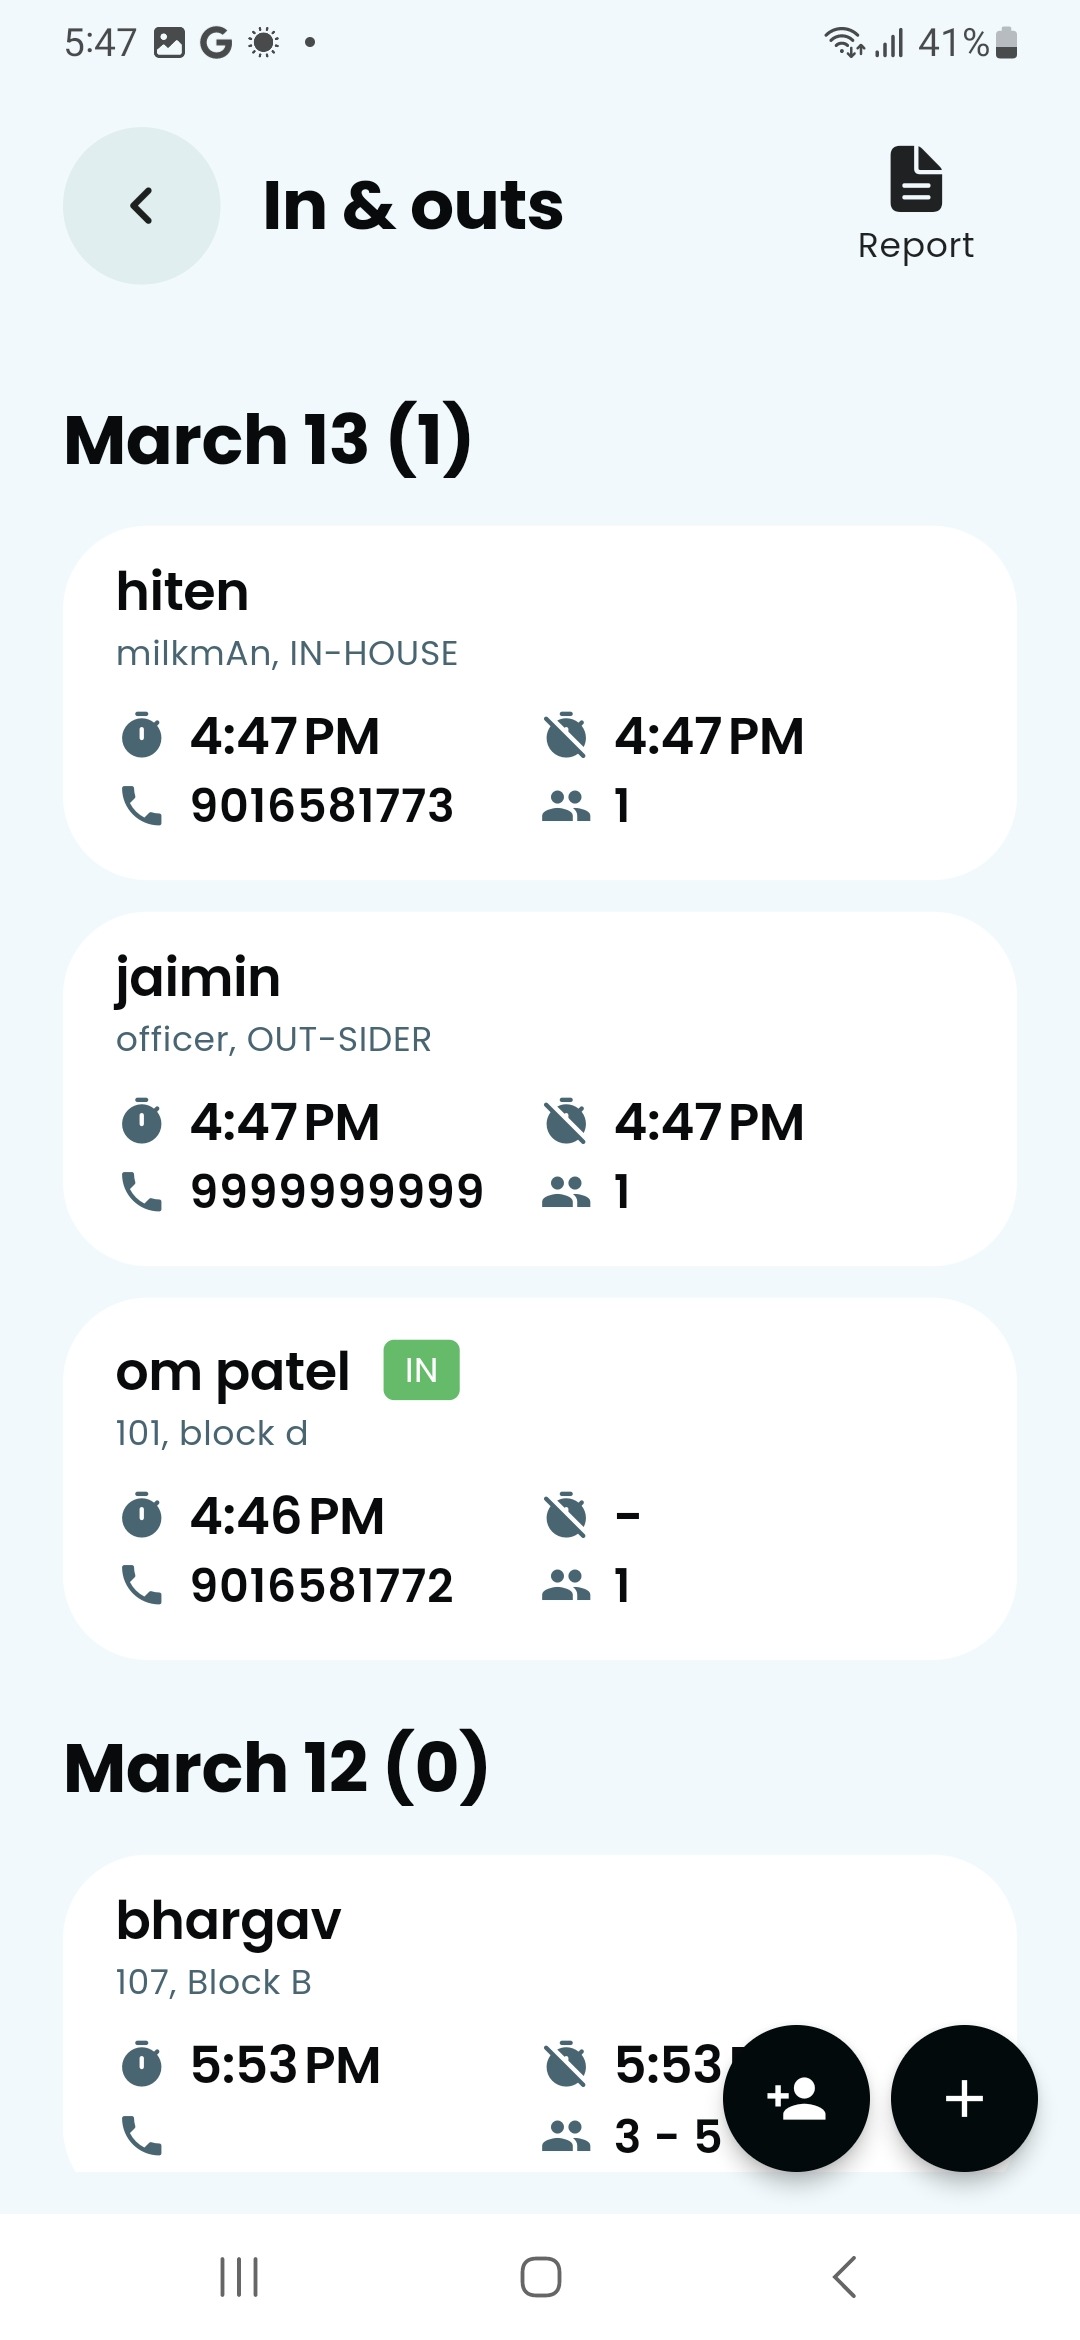 5:47 G 41%
In & outs
Report
March 13 (1)
hiten
milkmAn, IN-HOUSE
4:47 PM 4:47 PM
9016581773 1
jaimin
officer, OUT-SIDER
4:47 PM 4:47 PM
9999999999 1
om patel IN
101, block d
4:46 PM -
9016581772 1
March 12 (0)
bhargav
107, Block B
5:53 PM 5:53
3 - 5